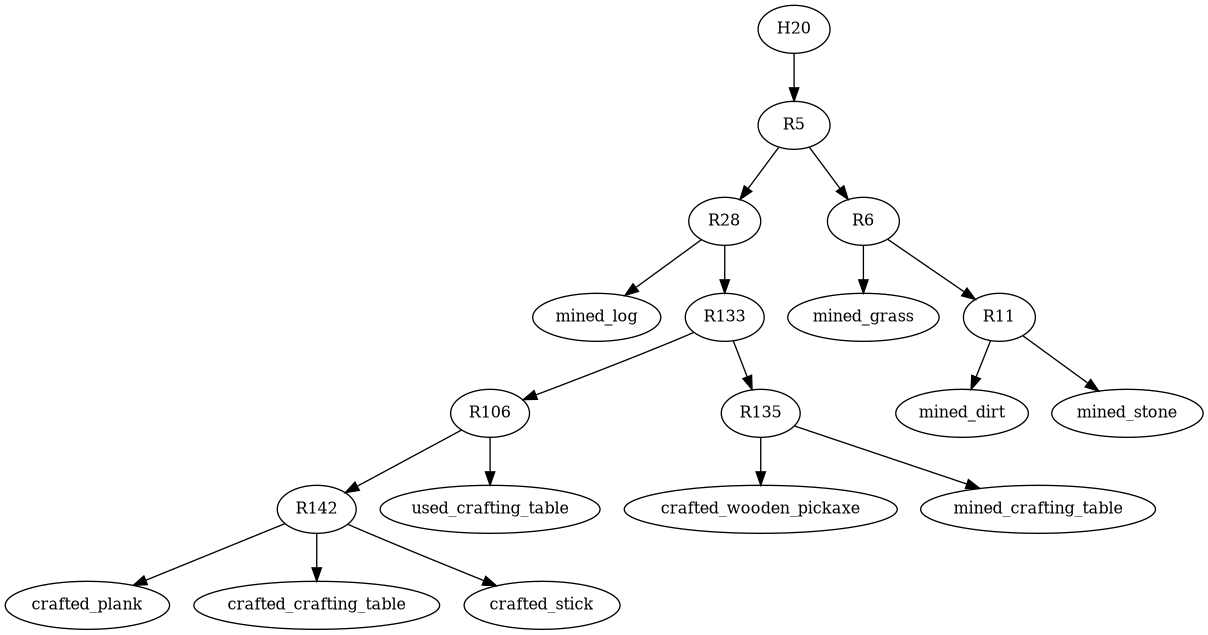 H20
R5
R28
R6
mined_log
R133
mined_grass
R11
R106
R135
mined_dirt
mined_stone
R142
used_crafting_table
crafted_wooden_pickaxe
mined_crafting_table
crafted_plank
crafted_crafting_table
crafted_stick